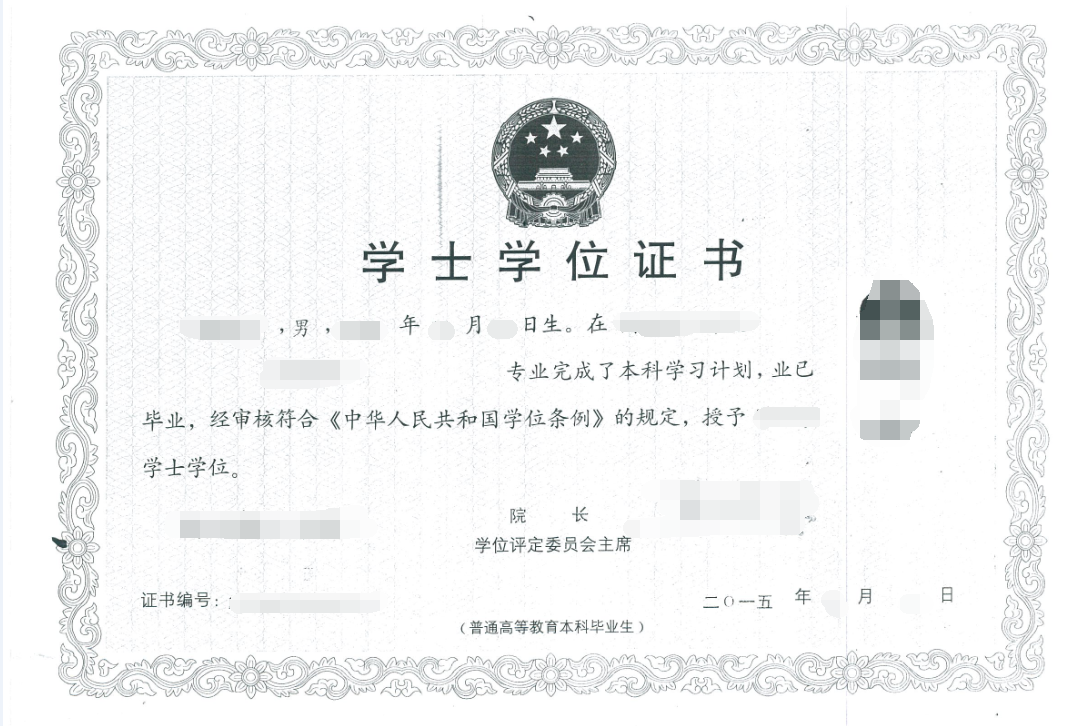 学士学位证书
，男，年 月 日生。在
专业完成了本科学习计划，业已
毕业，经审核符合《中华人民共和国学位条例》的规定，授予
学士学位。
院 长
学位评定委员会主席
证书编号：
二〇一五 年 月 日
（普通高等教育本科毕业生）